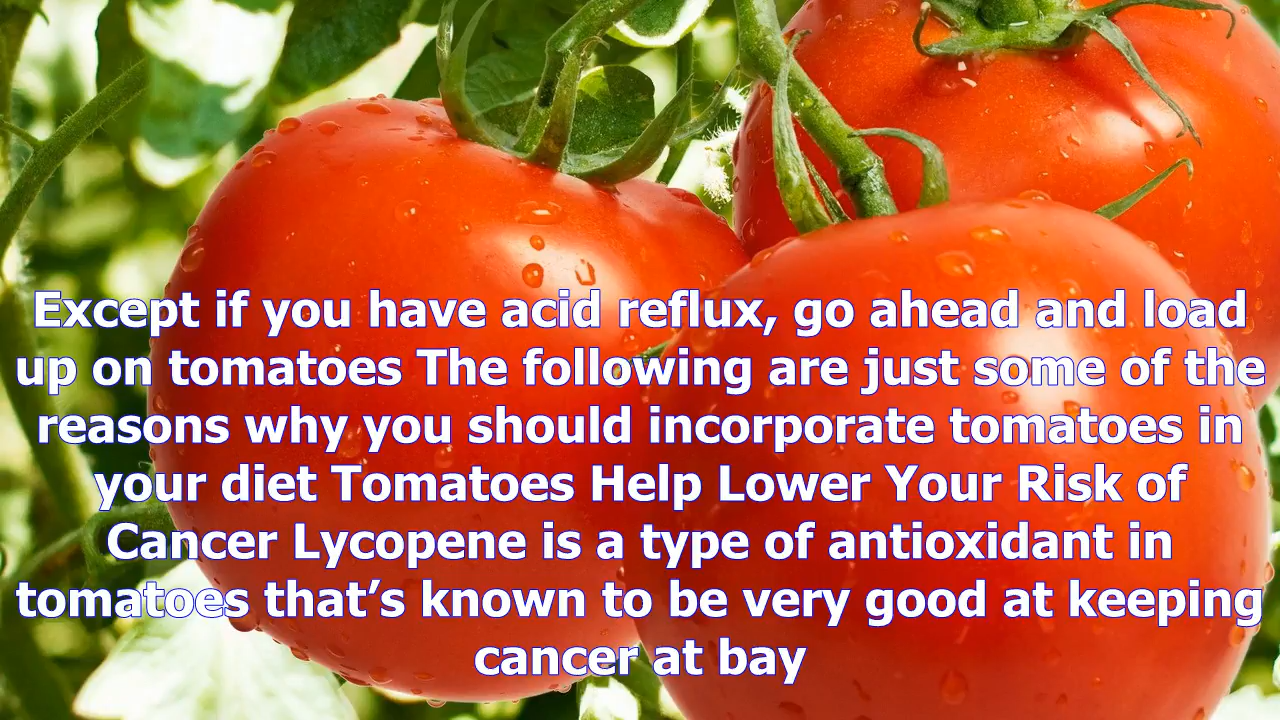 Except if you have acid reflux, go ahead and load
up on tomatoes The following are just some of the
reasons why you should incorporate tomatoes in
your diet Tomatoes Help Lower Your Risk of
Cancer Lycopene is a type of antioxidant in
tomatoes that’s known to be very good at keeping
cancer at bay